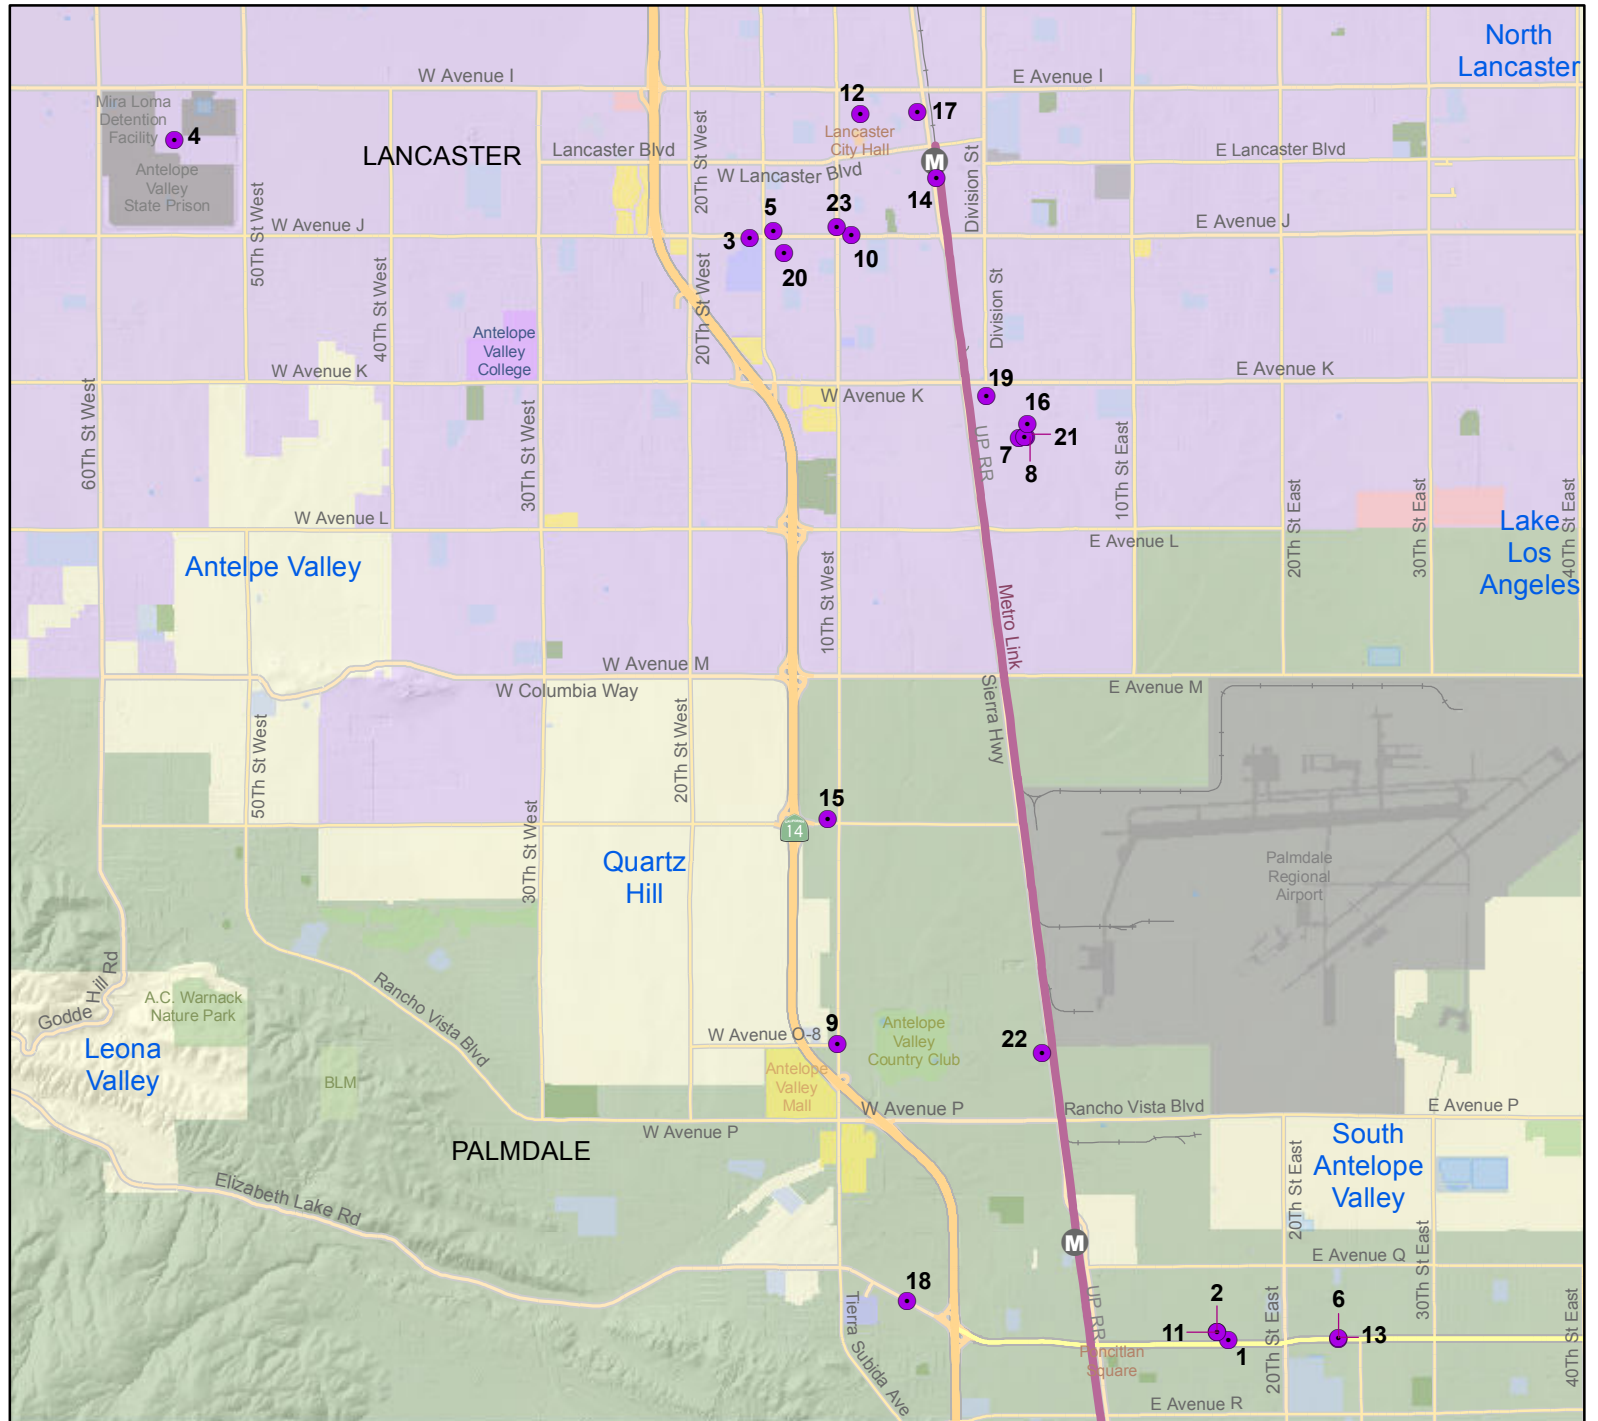 North
Lancaster
W Avenue I
E Avenue I
Mira Loma
Detention
Facility
4
12
17
Lancaster
City Hall
LANCASTER
Lancaster Blvd
20Th St West
W Lancaster Blvd
M
14
Division St
E Lancaster Blvd
Antelope
Valley
State Prison
50Th St West
W Avenue J
3
5
23
10
20
E Avenue J
40Th St West
20Th St West
Division St
Antelope
Valley
College
W Avenue K
W Avenue K
E Avenue K
60Th St West
30Th St West
19
16
21
7
8
UP RR
10Th St East
20Th St East
30Th St East
40Th St East
W Avenue L
E Avenue L
Lake
Los
Angeles
Antelpe Valley
10Th St West
Metro Link
W Avenue M
W Columbia Way
E Avenue M
50Th St West
20Th St West
Sierra Hwy
15
14
30Th St West
Quartz
Hill
Palmdale
Regional
Airport
Godde Hill Rd
A.C. Warnack
Nature Park
Rancho Vista Blvd
Leona
Valley
BLM
W Avenue O-8
9
Antelope
Valley
Country Club
22
Antelope
Valley
Mall
W Avenue P
W Avenue P
Rancho Vista Blvd
E Avenue P
PALMDALE
South
Antelope
Valley
20Th St East
Elizabeth Lake Rd
M
E Avenue Q
30Th St East
18
Tierra Subida Ave
UP RR
2
11
1
6
13
20Th St East
40Th St East
Poncitlan
Square
E Avenue R